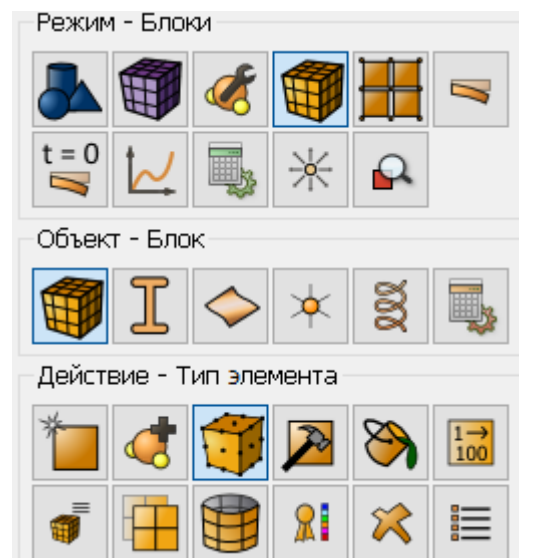 Режим - Блоки
t = 0
Объект - Блок
Действие - Тип элемента
1→
100